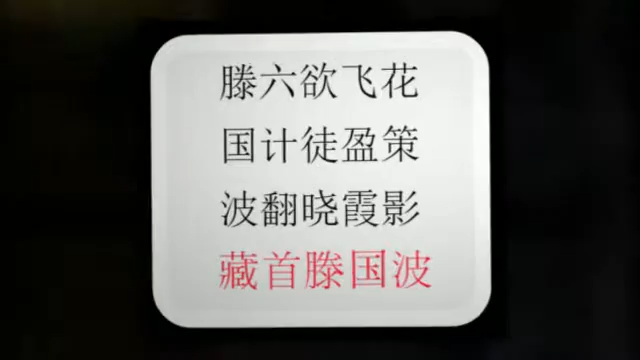 滕六欲飞花
国计徒盈策
波翻晓霞影
藏首滕国波